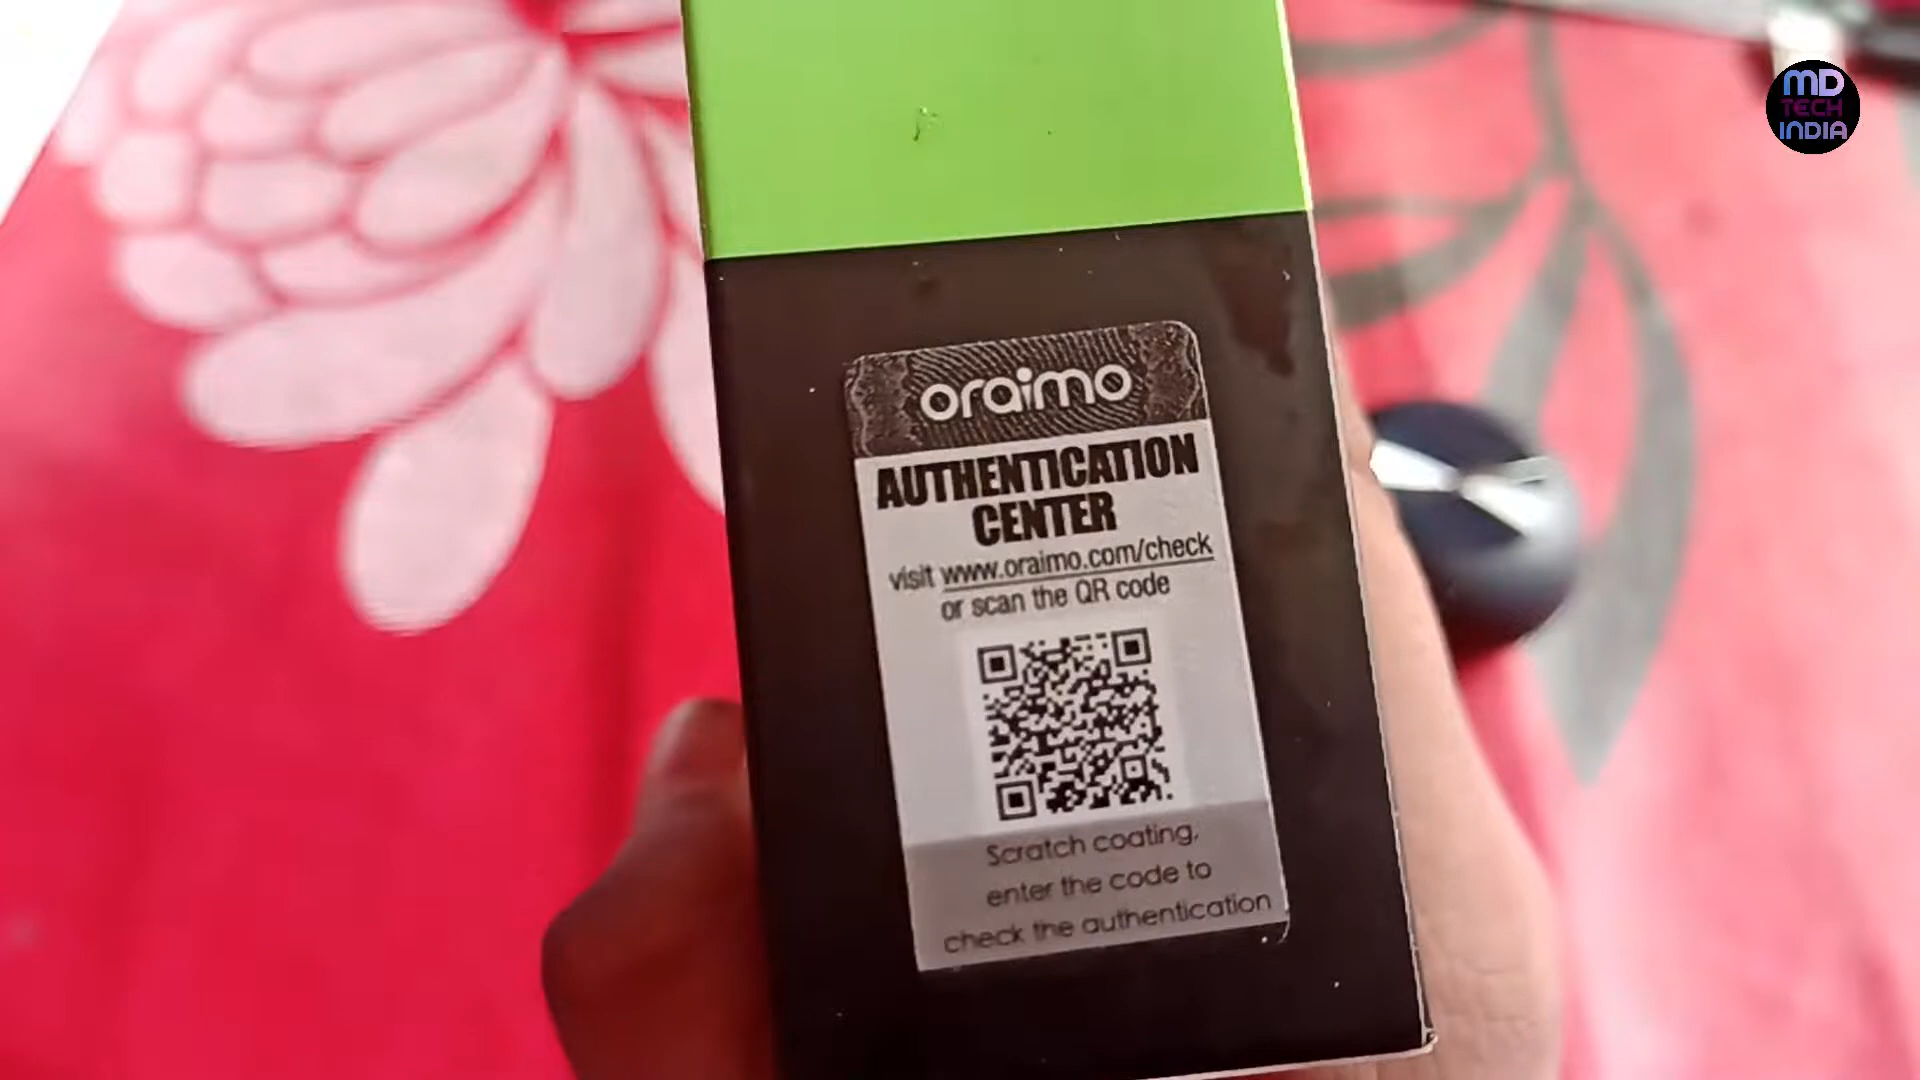 MD
TECH
INDIA
oraimo
AUTHENTICATION
CENTER
visit www.oraimo.com/check
or scan the QR code
Scratch coating,
enter the code to
check the authentication